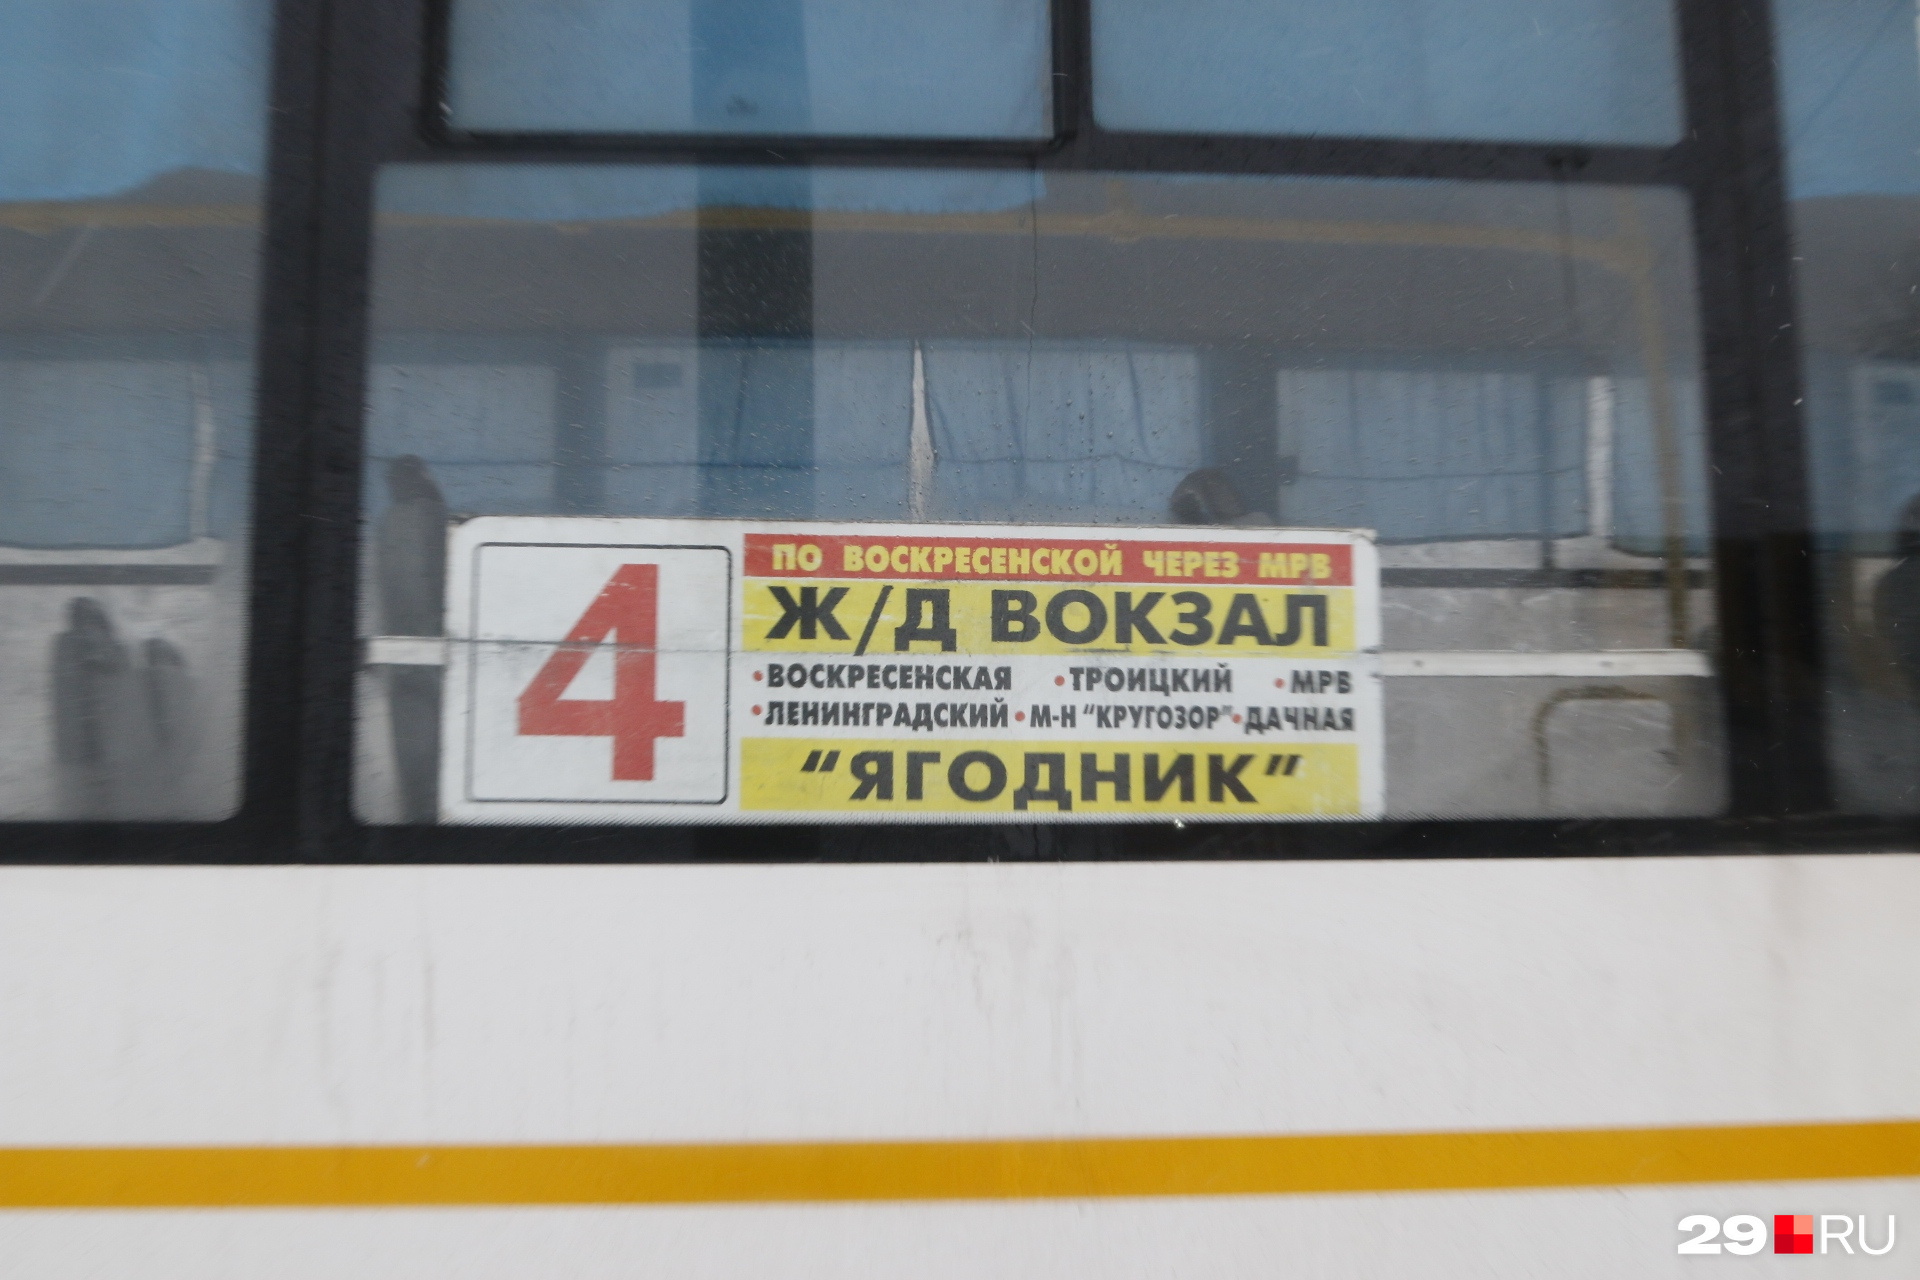 4
ПО ВОСКРЕСЕНСКОЙ ЧЕРЕЗ МРВ
Ж/Д ВОКЗАЛ
•ВОСКРЕСЕНСКАЯ •ТРОИЦКИЙ •МРВ
•ЛЕНИНГРАДСКИЙ •М-Н "КРУГОЗОР" •ДАЧНАЯ
"ЯГОДНИК"
29RU